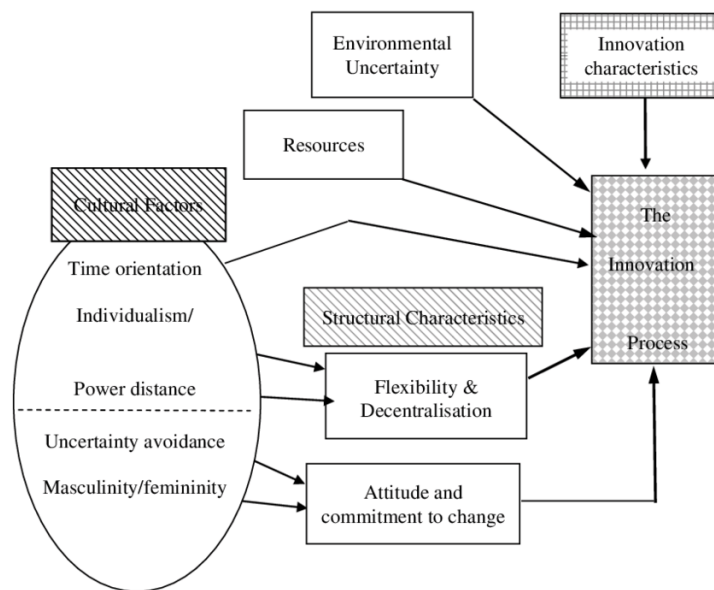 Environmental
Uncertainty
Innovation
characteristics
Resources
Cultural Factors
Time orientation
Individualism/
Power distance
Uncertainty avoidance
Masculinity/femininity
Structural Characteristics
Flexibility &
Decentralisation
Attitude and
commitment to change
The
Innovation
Process